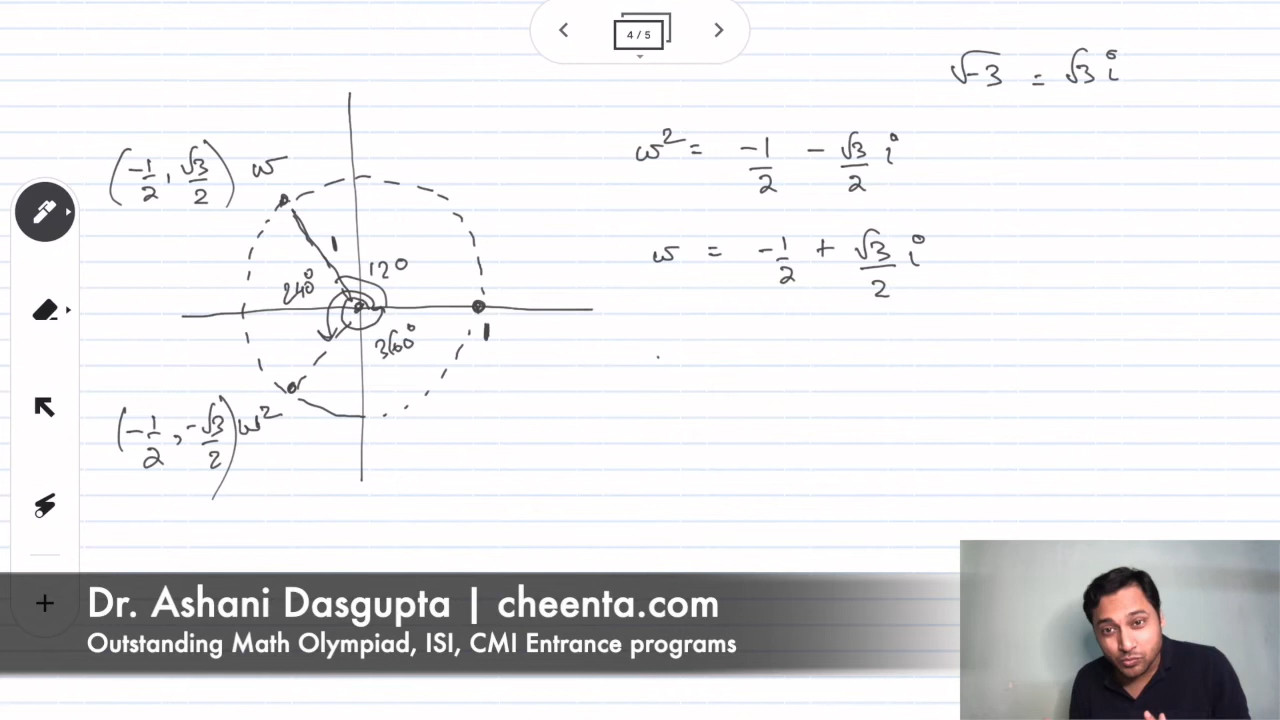 4 / 5
√-3 = √3 i
ω² = -1/2 - √3/2 i
(-1/2, √3/2) ω
ω = -1/2 + √3/2 i
1
120
240°
360°
1
(-1/2, -√3/2) ω²
Dr. Ashani Dasgupta | cheenta.com
Outstanding Math Olympiad, ISI, CMI Entrance programs